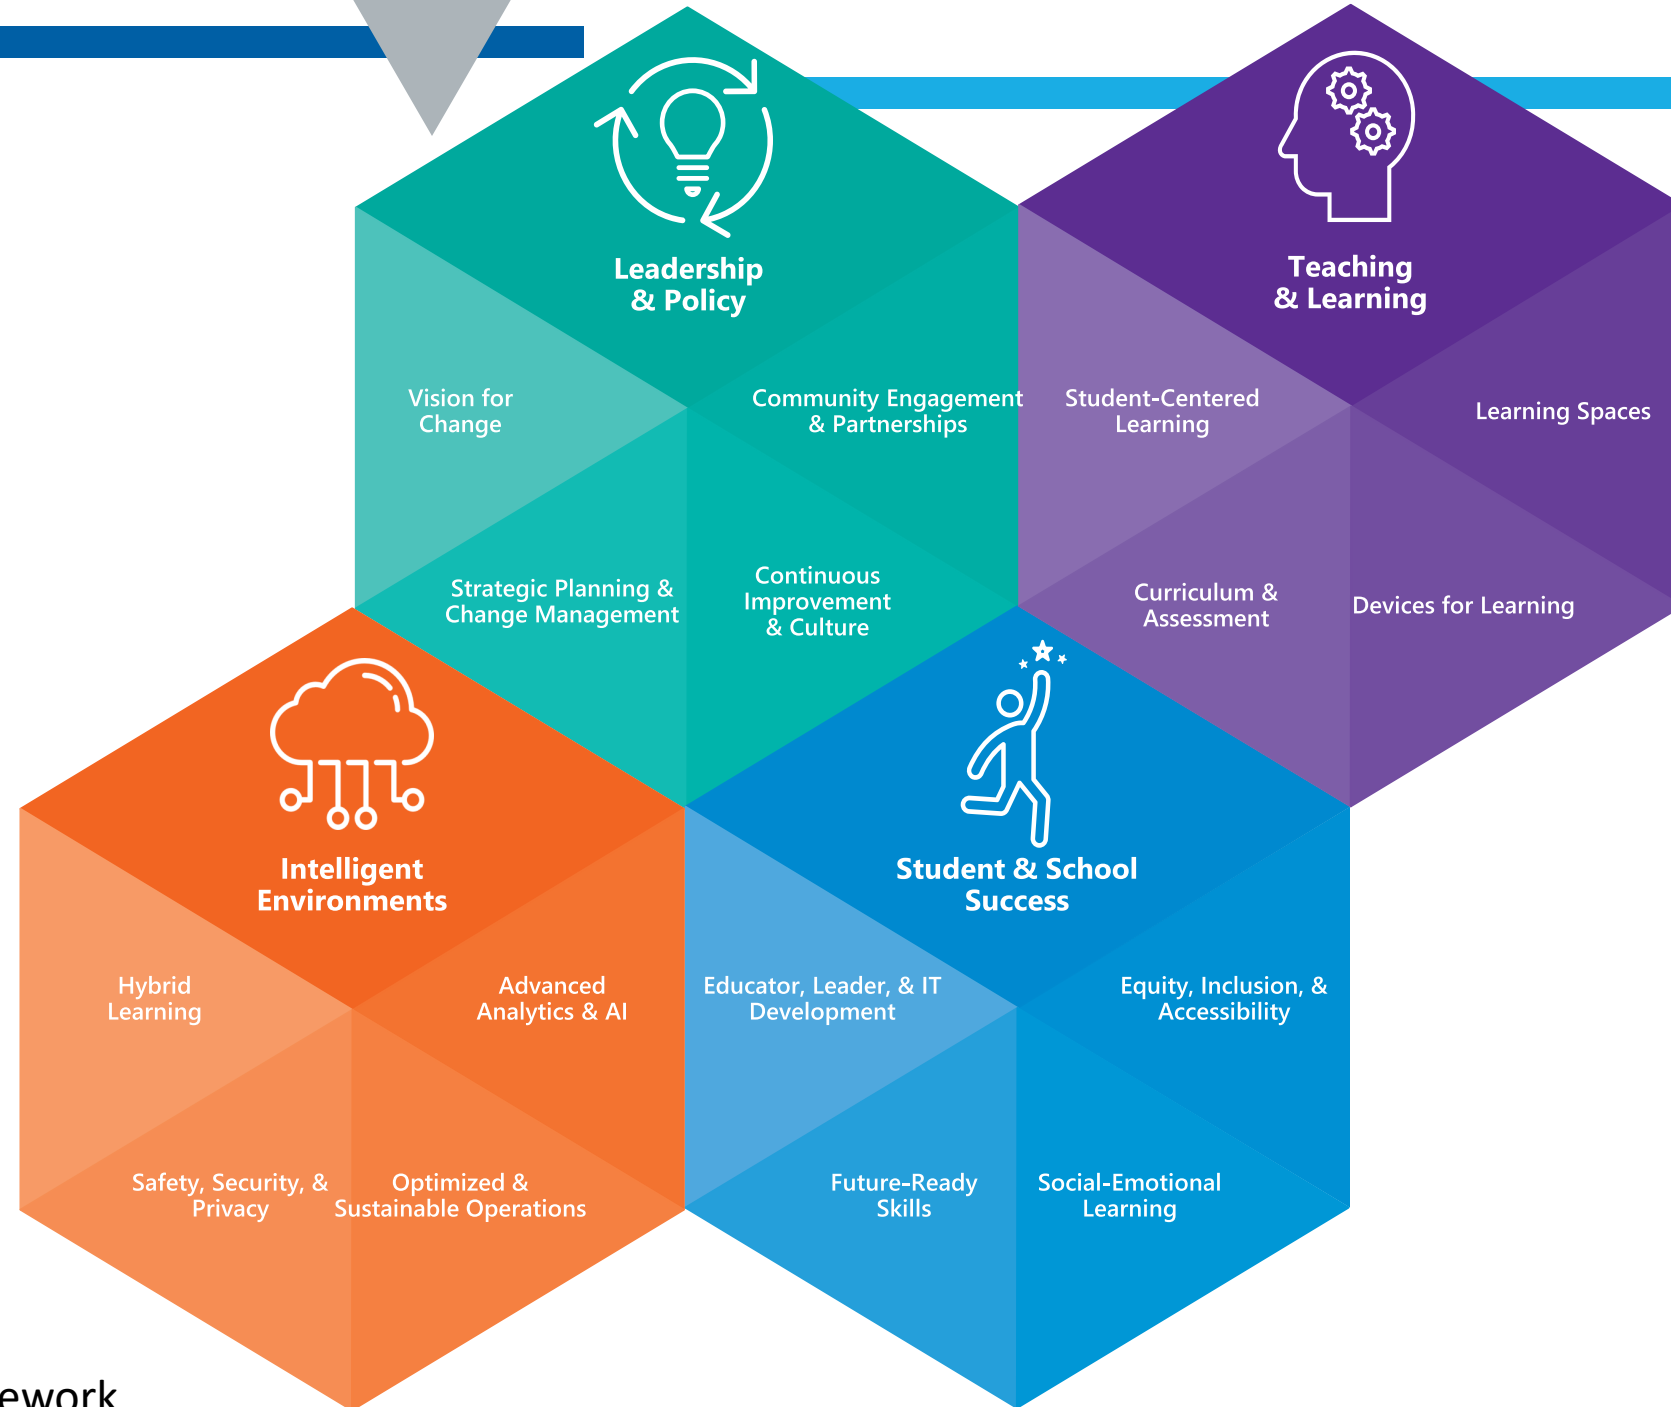 Leadership
& Policy
Vision for
Change
Community Engagement
& Partnerships
Strategic Planning &
Change Management
Continuous
Improvement
& Culture
Teaching
& Learning
Student-Centered
Learning
Learning Spaces
Curriculum &
Assessment
Devices for Learning
Intelligent
Environments
Hybrid
Learning
Advanced
Analytics & AI
Safety, Security, &
Privacy
Optimized &
Sustainable Operations
Student & School
Success
Educator, Leader, & IT
Development
Equity, Inclusion, &
Accessibility
Future-Ready
Skills
Social-Emotional
Learning
ework